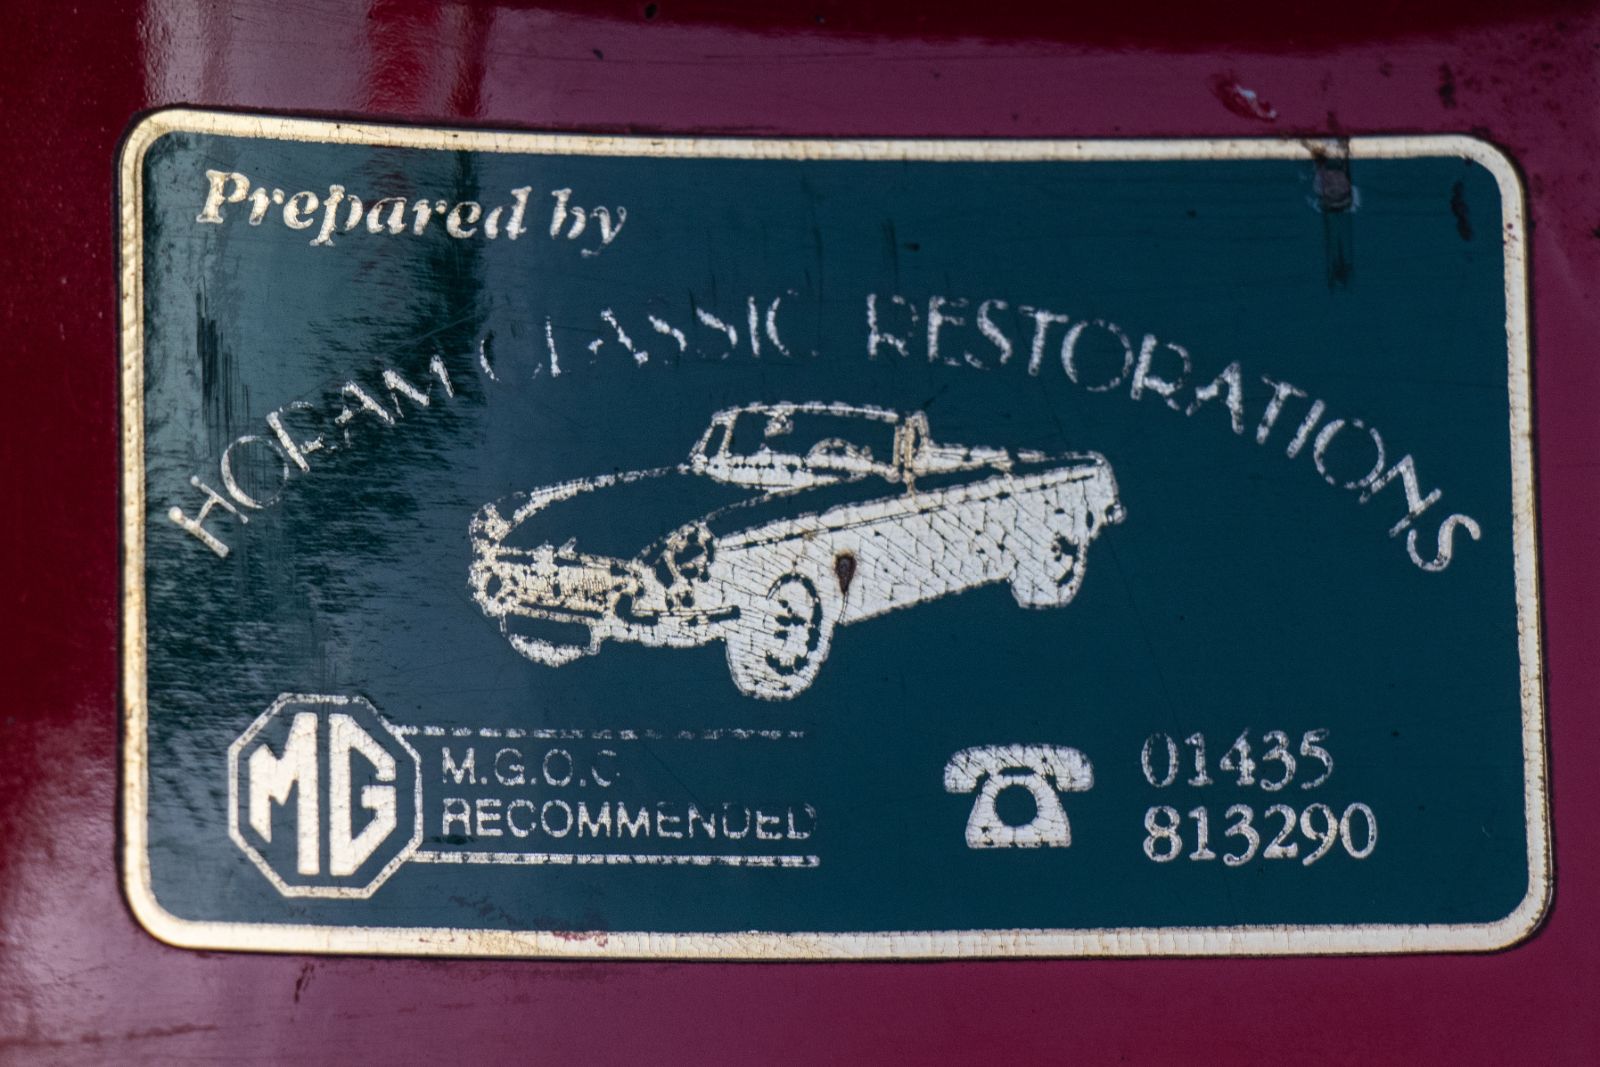 Prepared by
HORAM CLASSIC RESTORATIONS
MG
M.G.O.C
RECOMMENDED
01435
813290